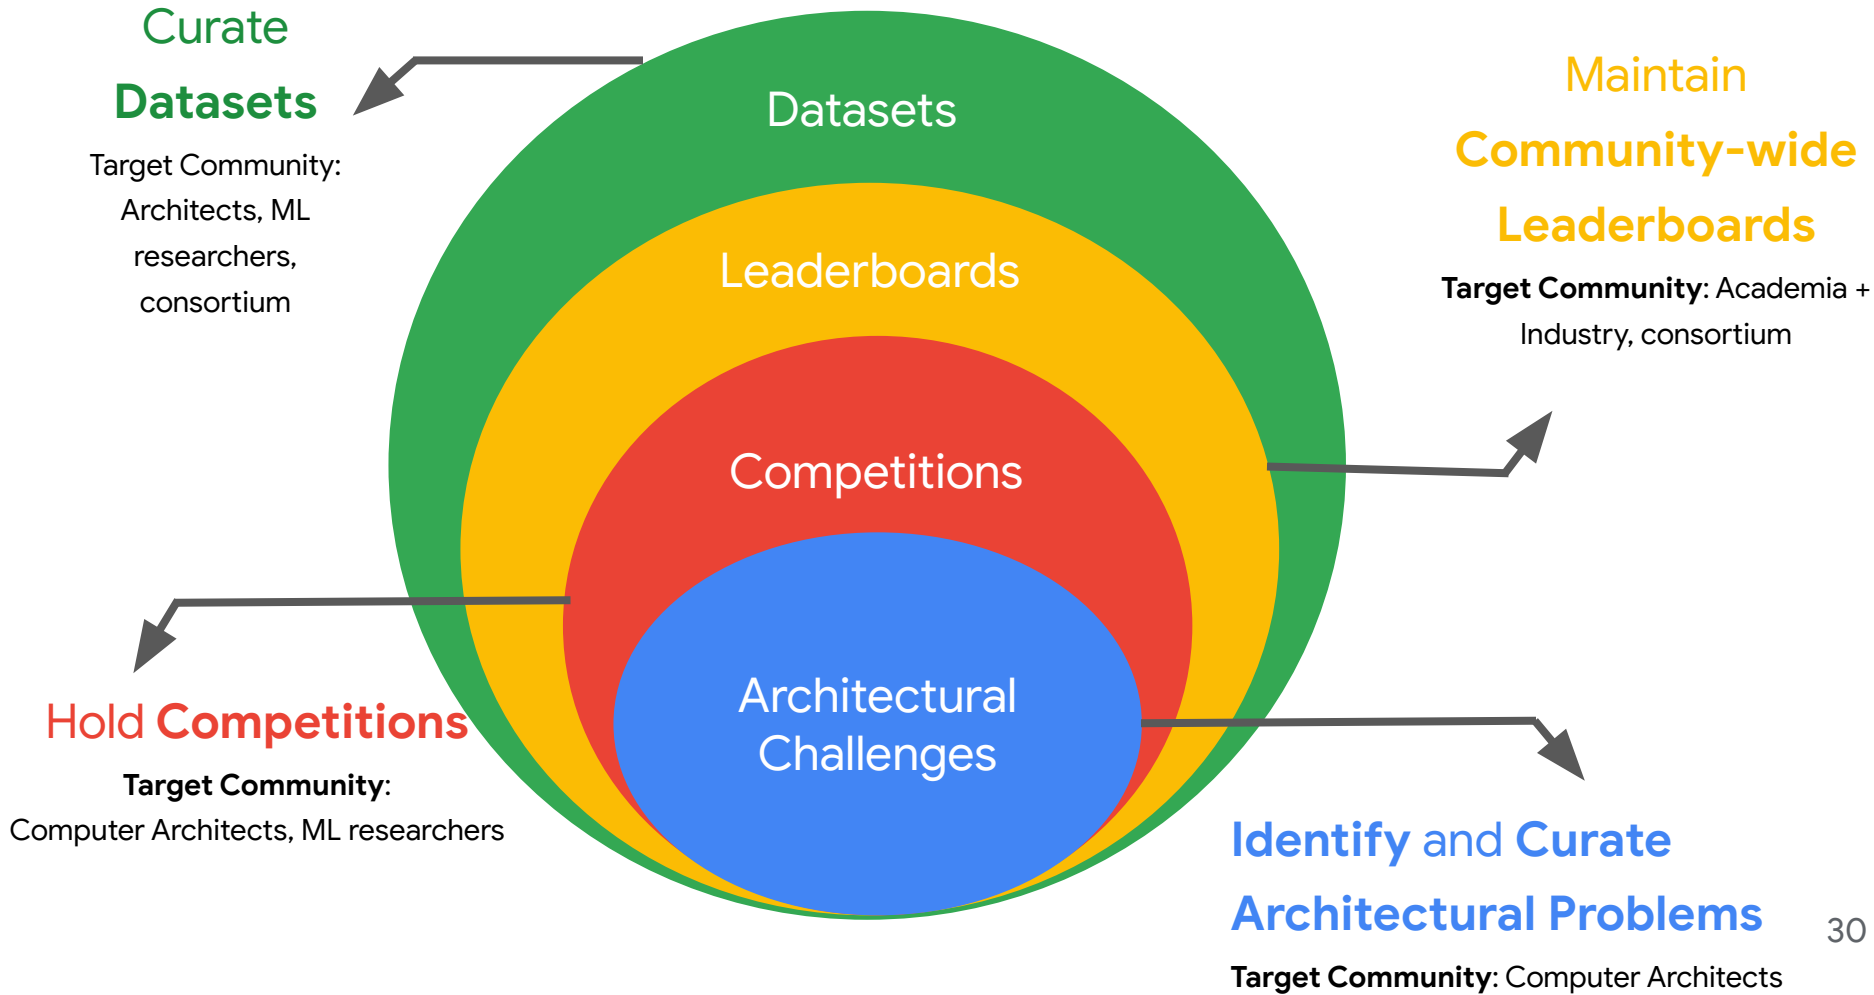 Curate
Datasets
Target Community:
Architects, ML
researchers,
consortium
Datasets
Leaderboards
Competitions
Architectural
Challenges
Maintain
Community-wide
Leaderboards
Target Community: Academia +
Industry, consortium
Hold Competitions
Target Community:
Computer Architects, ML researchers
Identify and Curate
Architectural Problems
Target Community: Computer Architects
30